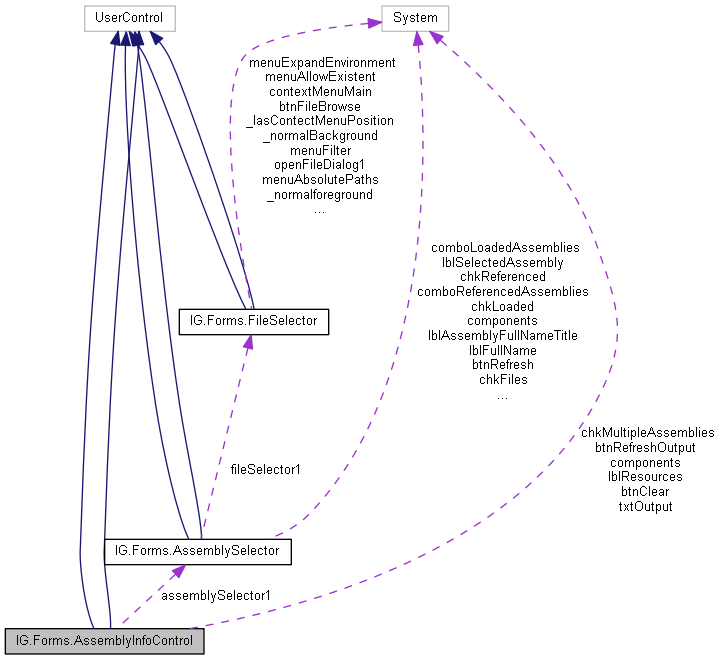 UserControl
System
menuExpandEnvironment
menuAllowExistent
contextMenuMain
btnFileBrowse
_lasContectMenuPosition
_normalBackground
menuFilter
openFileDialog1
menuAbsolutePaths
_normalforeground
...
comboLoadedAssemblies
lblSelectedAssembly
chkReferenced
comboReferencedAssemblies
chkLoaded
components
lblAssemblyFullNameTitle
lblFullName
btnRefresh
chkFiles
...
IG.Forms.FileSelector
chkMultipleAssemblies
btnRefreshOutput
components
lblResources
btnClear
txtOutput
fileSelector1
IG.Forms.AssemblySelector
assemblySelector1
IG.Forms.AssemblyInfoControl